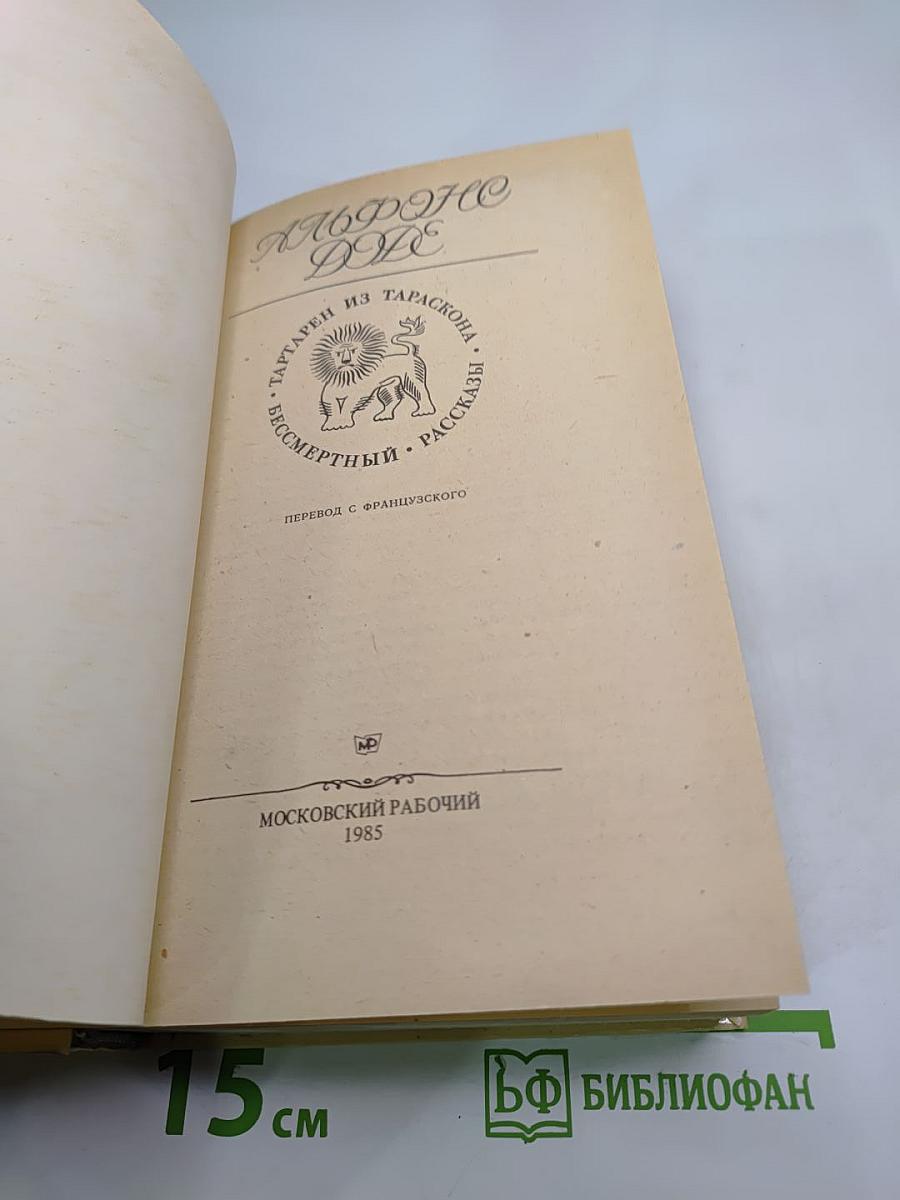 АЛЬФОНС
ДОДЕ
• ТАРТАРЕН ИЗ ТАРАСКОНА •
БЕССМЕРТНЫЙ • РАССКАЗЫ
ПЕРЕВОД С ФРАНЦУЗСКОГО
МР
МОСКОВСКИЙ РАБОЧИЙ
1985
15 см
БФ БИБЛИОФАН